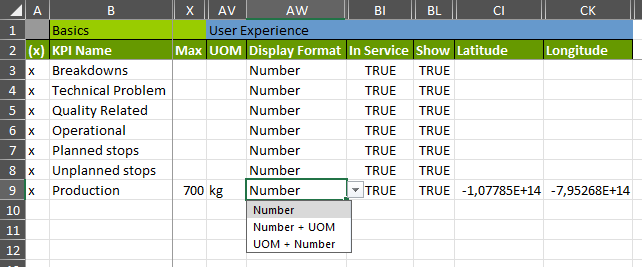 A B X AV AW BI BL CI CK
1 Basics User Experience
2 (x) KPI Name Max UOM Display Format In Service Show Latitude Longitude
3 x Breakdowns Number TRUE TRUE
4 x Technical Problem Number TRUE TRUE
5 x Quality Related Number TRUE TRUE
6 x Operational Number TRUE TRUE
7 x Planned stops Number TRUE TRUE
8 x Unplanned stops Number TRUE TRUE
9 x Production 700 kg Number TRUE TRUE -1,07785E+14 -7,95268E+14
10 Number
11 Number + UOM
12 UOM + Number